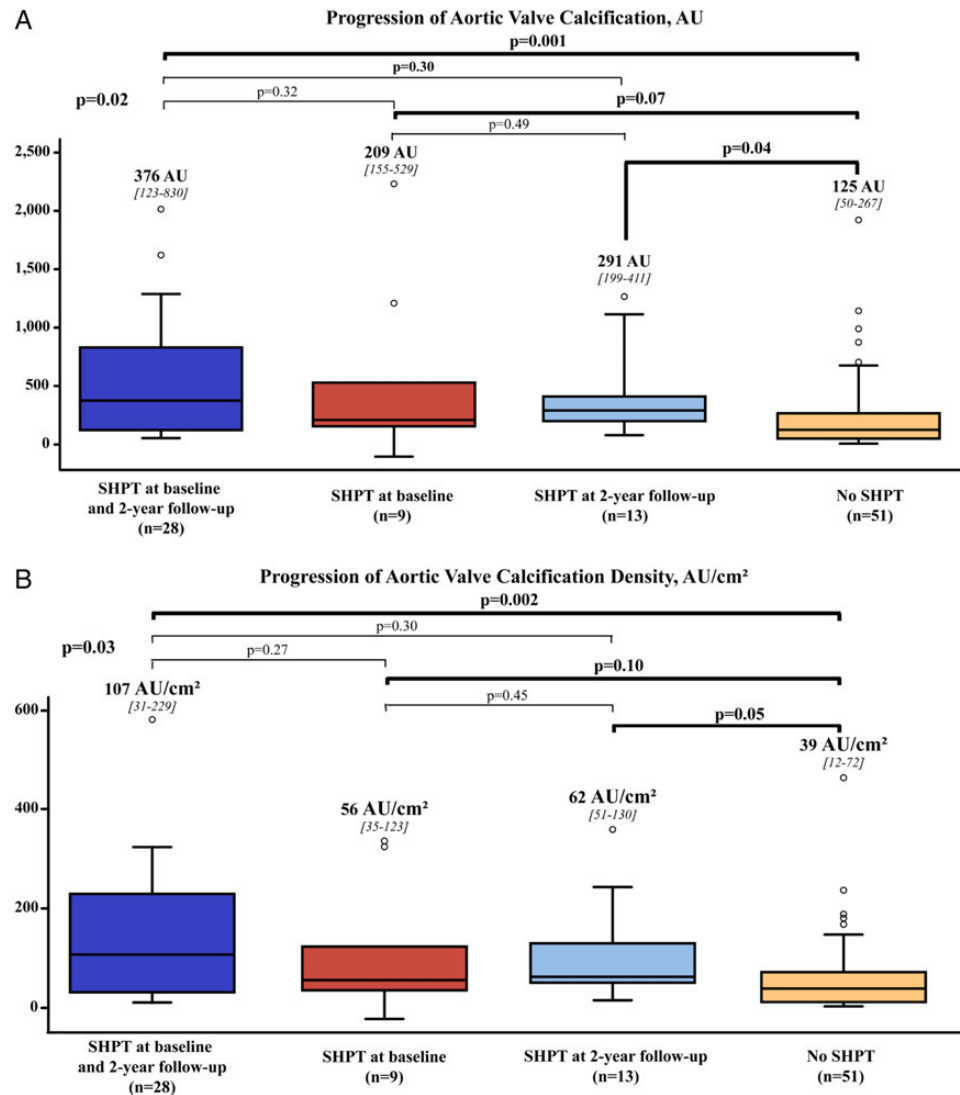 A
Progression of Aortic Valve Calcification, AU
p=0.001
p=0.30
p=0.02
p=0.32
p=0.07
p=0.49
p=0.04
2,500
2,000
1,500
1,000
500
0
376 AU
[123-830]
209 AU
[155-529]
291 AU
[199-411]
125 AU
[50-267]
SHPT at baseline
and 2-year follow-up
(n=28)
SHPT at baseline
(n=9)
SHPT at 2-year follow-up
(n=13)
No SHPT
(n=51)
B
Progression of Aortic Valve Calcification Density, AU/cm²
p=0.002
p=0.30
p=0.03
p=0.27
p=0.10
p=0.45
p=0.05
600
400
200
0
107 AU/cm²
[31-229]
56 AU/cm²
[35-123]
62 AU/cm²
[51-130]
39 AU/cm²
[12-72]
SHPT at baseline
and 2-year follow-up
(n=28)
SHPT at baseline
(n=9)
SHPT at 2-year follow-up
(n=13)
No SHPT
(n=51)